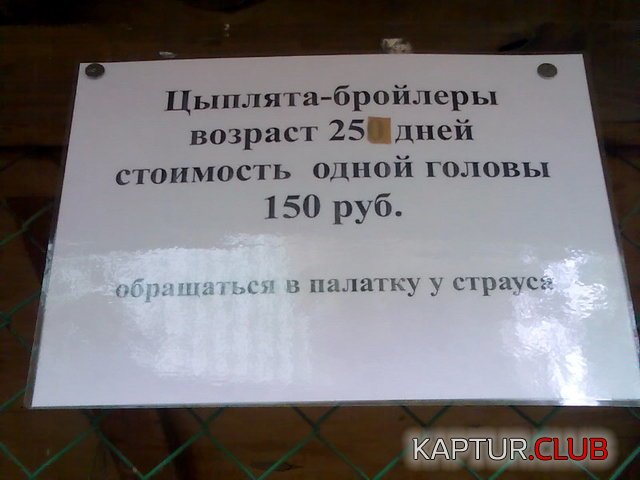 Цыплята-бройлеры
возраст 25 дней
стоимость одной головы
150 руб.
обращаться в палатку у страуса
KAPTUR.CLUB